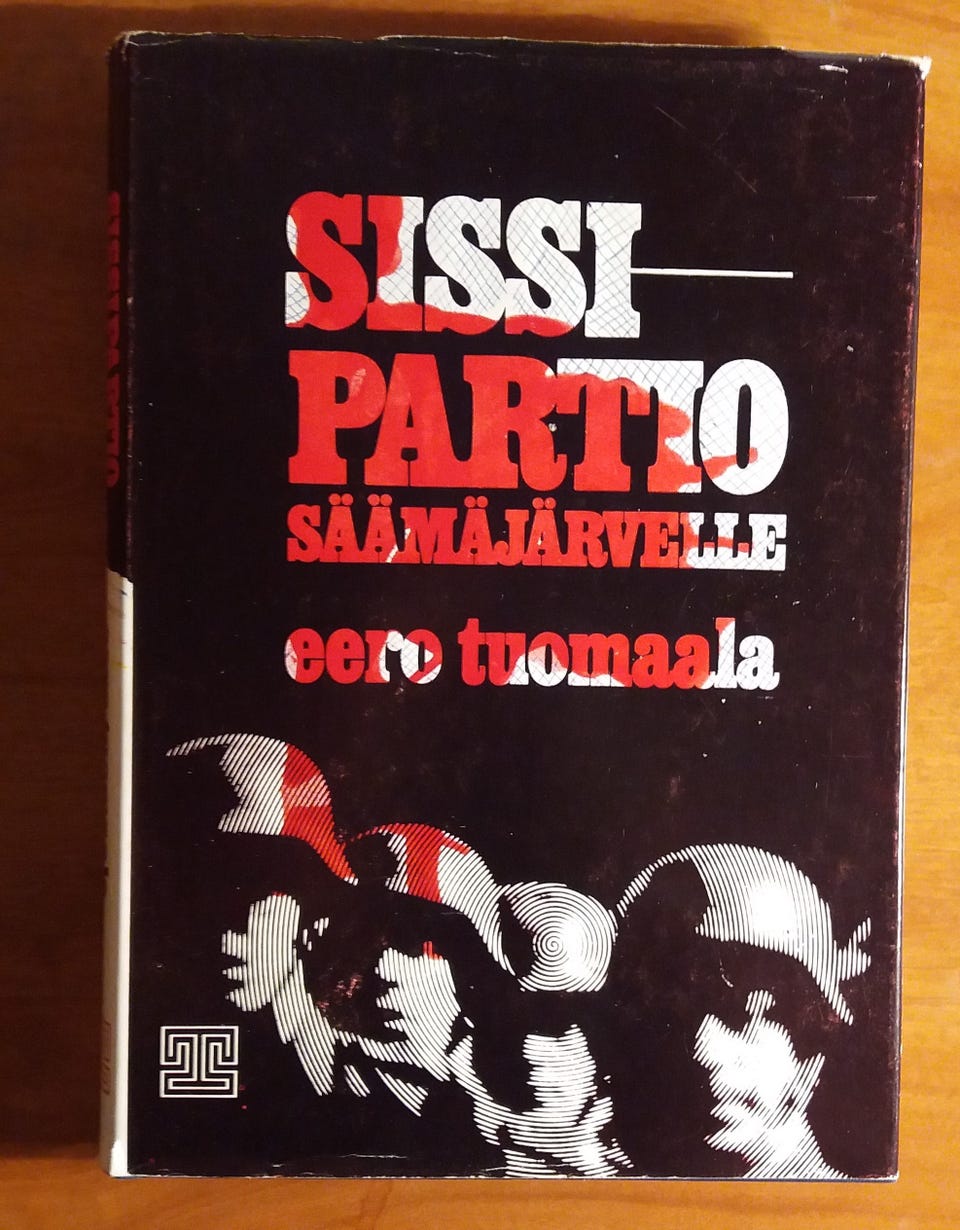 SISSI—
PARTIO
SÄÄMÄJÄRVELLE
eero tuomaala